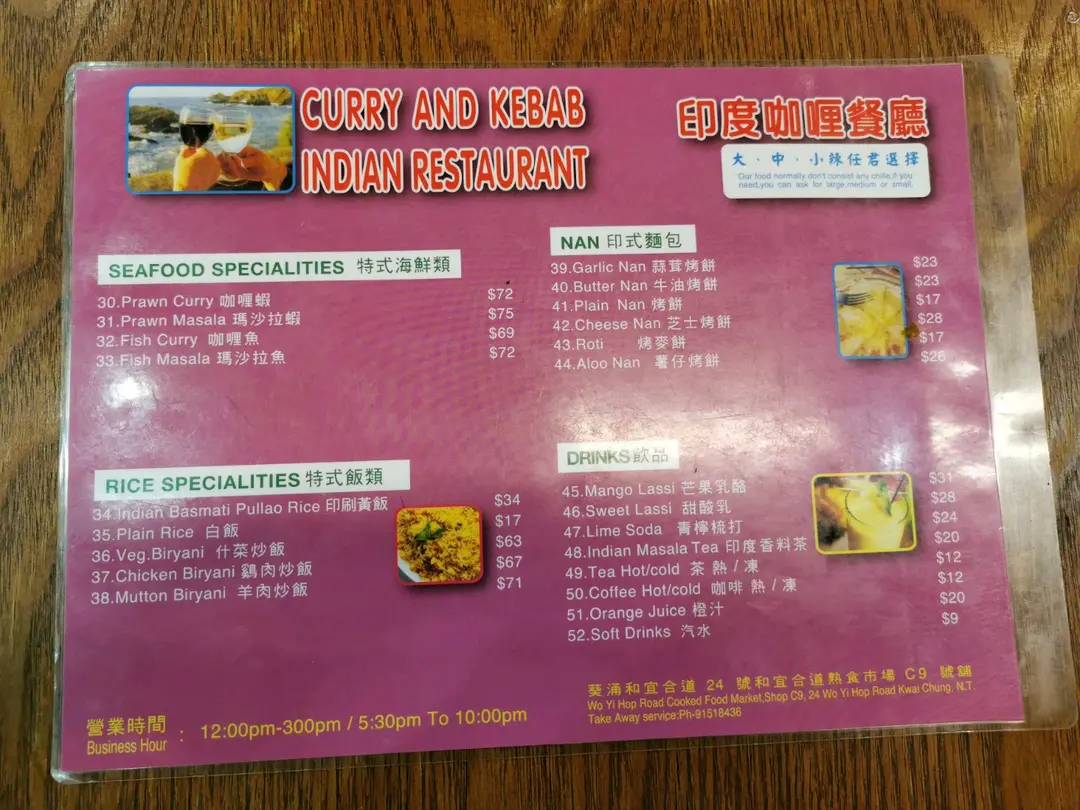 CURRY AND KEBAB
INDIAN RESTAURANT
印度咖喱餐廳
大、中、小辣任君選擇
Our food normally don't consist any chilie,if you
need,you can ask for large,medium or small.
SEAFOOD SPECIALITIES 特式海鮮類
30.Prawn Curry 咖喱蝦 $72
31.Prawn Masala 瑪沙拉蝦 $75
32.Fish Curry 咖喱魚 $69
33.Fish Masala 瑪沙拉魚 $72
NAN 印式麵包
39.Garlic Nan 蒜茸烤餅 $23
40.Butter Nan 牛油烤餅 $23
41.Plain Nan 烤餅 $17
42.Cheese Nan 芝士烤餅 $28
43.Roti 烤麥餅 $17
44.Aloo Nan 薯仔烤餅 $26
RICE SPECIALITIES 特式飯類
34.Indian Basmati Pullao Rice 印刷黃飯 $34
35.Plain Rice 白飯 $17
36.Veg.Biryani 什菜炒飯 $63
37.Chicken Biryani 鷄肉炒飯 $67
38.Mutton Biryani 羊肉炒飯 $71
DRINKS飲品
45.Mango Lassi 芒果乳酪 $31
46.Sweet Lassi 甜酸乳 $28
47.Lime Soda 青檸梳打 $24
48.Indian Masala Tea 印度香料茶 $20
49.Tea Hot/cold 茶 熱 / 凍 $12
50.Coffee Hot/cold 咖啡 熱 / 凍 $12
51.Orange Juice 橙汁 $20
52.Soft Drinks 汽水 $9
營業時間
Business Hour : 12:00pm-300pm / 5:30pm To 10:00pm
葵涌和宜合道 24 號和宜合道熟食市場 C9 號舖
Wo Yi Hop Road Cooked Food Market,Shop C9, 24 Wo Yi Hop Road Kwai Chung, N.T.
Take Away service:Ph-91518436